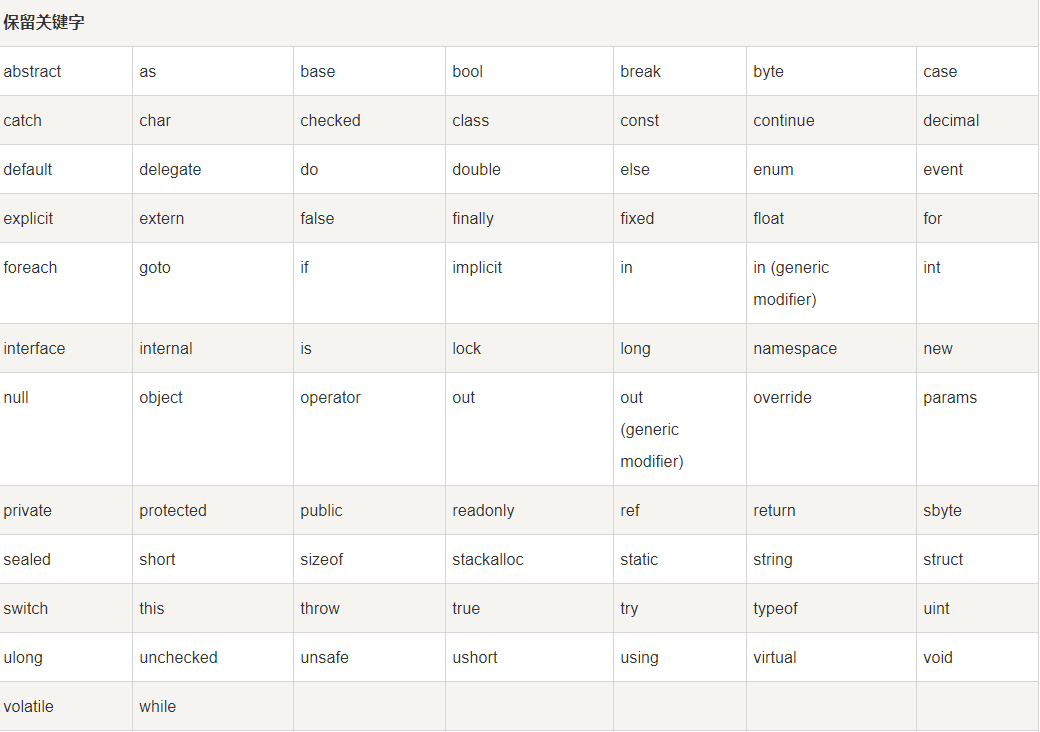 保留关键字
abstract as base bool break byte case
catch char checked class const continue decimal
default delegate do double else enum event
explicit extern false finally fixed float for
foreach goto if implicit in in (generic modifier) int
interface internal is lock long namespace new
null object operator out out (generic modifier) override params
private protected public readonly ref return sbyte
sealed short sizeof stackalloc static string struct
switch this throw true try typeof uint
ulong unchecked unsafe ushort using virtual void
volatile while